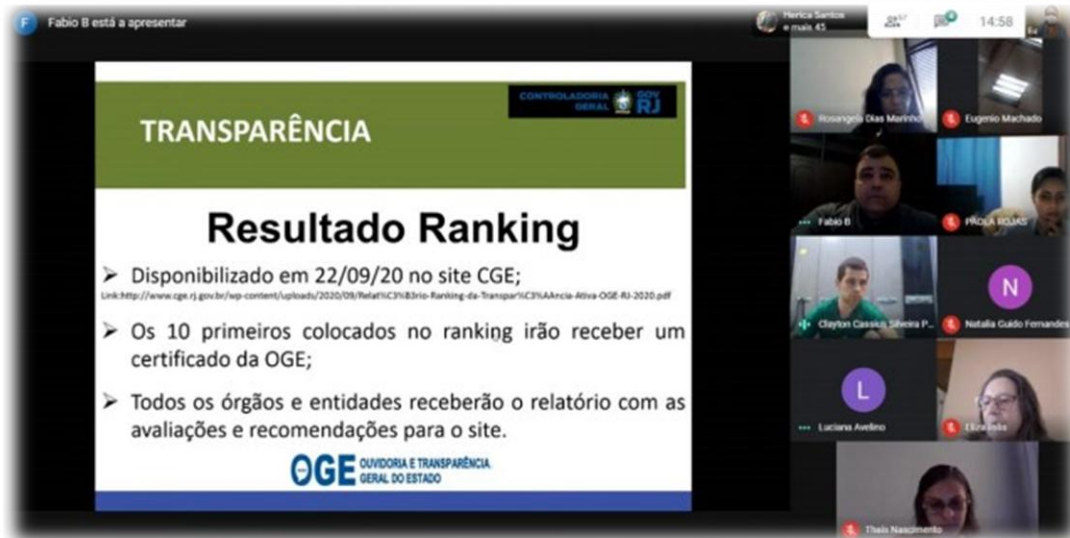 F Fabio B está a apresentar
Herica Santos
e mais 45
57
14:58
CONTROLADORIA
GERAL
GOV
RJ
TRANSPARÊNCIA
Resultado Ranking
➢ Disponibilizado em 22/09/20 no site CGE;
Link:http://www.cge.rj.gov.br/wp-content/uploads/2020/09/Relat%C3%B3rio-Ranking-da-Transpar%C3%AAncia-Ativa-OGE-RJ-2020.pdf
➢ Os 10 primeiros colocados no ranking irão receber um
certificado da OGE;
➢ Todos os órgãos e entidades receberão o relatório com as
avaliações e recomendações para o site.
OGE
OUVIDORIA E TRANSPARÊNCIA
GERAL DO ESTADO
Rosangela Dias Marinho
Eugenio Machado
Fabio B
PAOLA ROJAS
Clayton Cassius Silveira P...
N
Natalia Guido Fernandes
L
Luciana Avelino
Thaís Nascimento